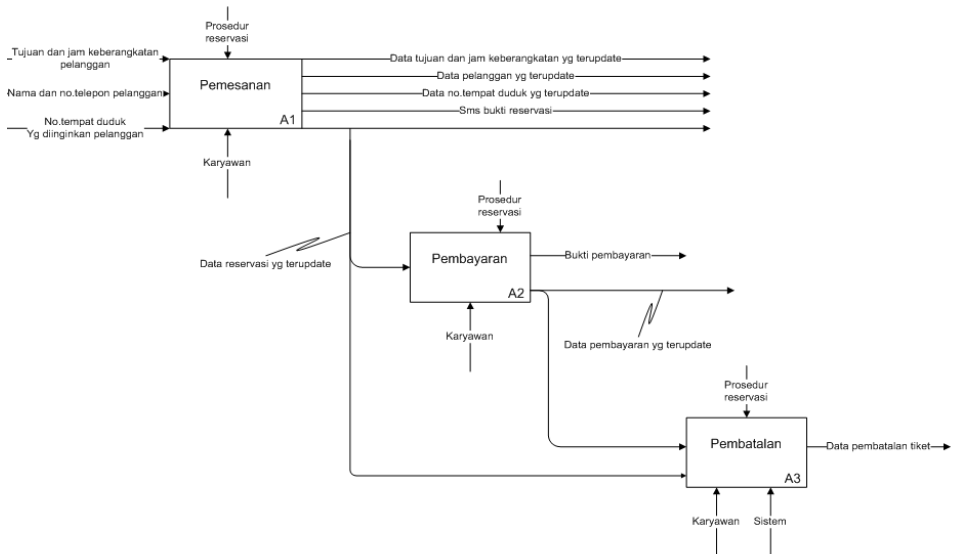 Prosedur
reservasi
Tujuan dan jam keberangkatan
pelanggan
Nama dan no.telepon pelanggan
No.tempat duduk
Yg diinginkan pelanggan
Pemesanan
A1
Data tujuan dan jam keberangkatan yg terupdate
Data pelanggan yg terupdate
Data no.tempat duduk yg terupdate
Sms bukti reservasi
Karyawan
Data reservasi yg terupdate
Prosedur
reservasi
Pembayaran
A2
Bukti pembayaran
Karyawan
Data pembayaran yg terupdate
Prosedur
reservasi
Pembatalan
A3
Data pembatalan tiket
Karyawan
Sistem